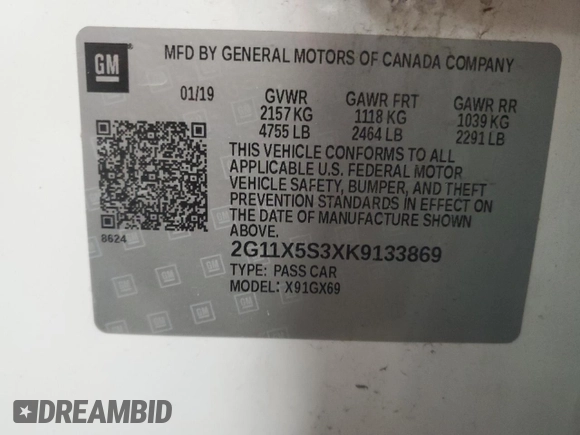 GM
MFD BY GENERAL MOTORS OF CANADA COMPANY
01/19 GVWR GAWR FRT GAWR RR
2157 KG 1118 KG 1039 KG
4755 LB 2464 LB 2291 LB
THIS VEHICLE CONFORMS TO ALL
APPLICABLE U.S. FEDERAL MOTOR
VEHICLE SAFETY, BUMPER, AND THEFT
PREVENTION STANDARDS IN EFFECT ON
THE DATE OF MANUFACTURE SHOWN
ABOVE.
8624
2G11X5S3XK9133869
TYPE: PASS CAR
MODEL: X91GX69
DREAMBID